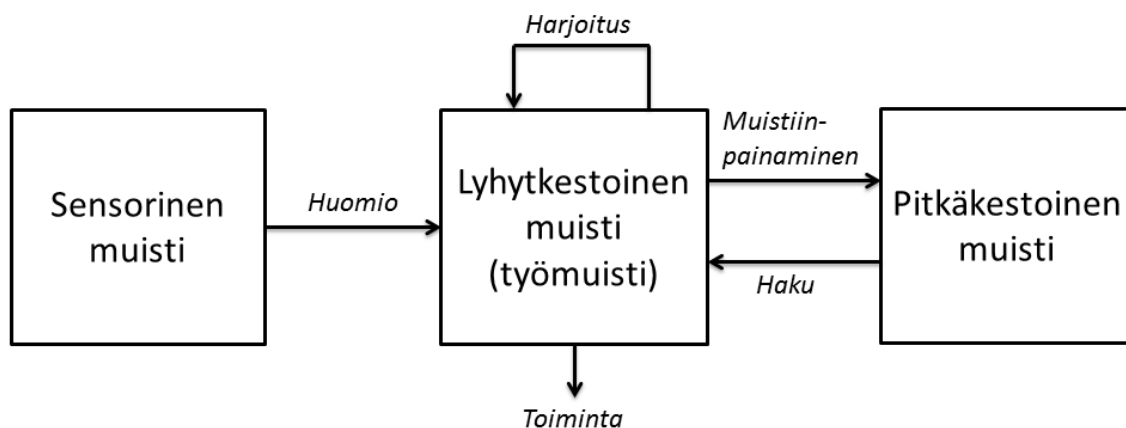 Harjoitus
Sensorinen
muisti
Huomio
Lyhytkestoinen
muisti
(työmuisti)
Muistiin-
painaminen
Haku
Pitkäkestoinen
muisti
Toiminta